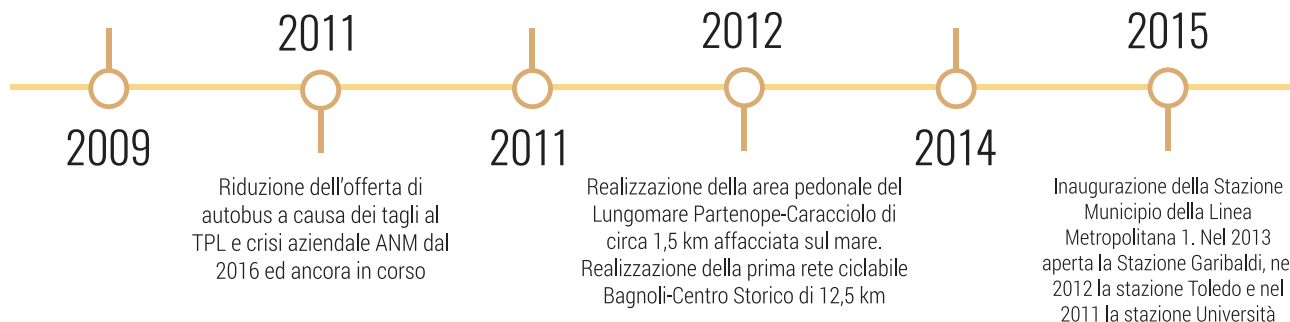 2009
2011
Riduzione dell'offerta di
autobus a causa dei tagli al
TPL e crisi aziendale ANM dal
2016 ed ancora in corso
2011
2012
Realizzazione della area pedonale del
Lungomare Partenope-Caracciolo di
circa 1,5 km affacciata sul mare.
Realizzazione della prima rete ciclabile
Bagnoli-Centro Storico di 12,5 km
2014
2015
Inaugurazione della Stazione
Municipio della Linea
Metropolitana 1. Nel 2013
aperta la Stazione Garibaldi, ne
2012 la stazione Toledo e nel
2011 la stazione Università